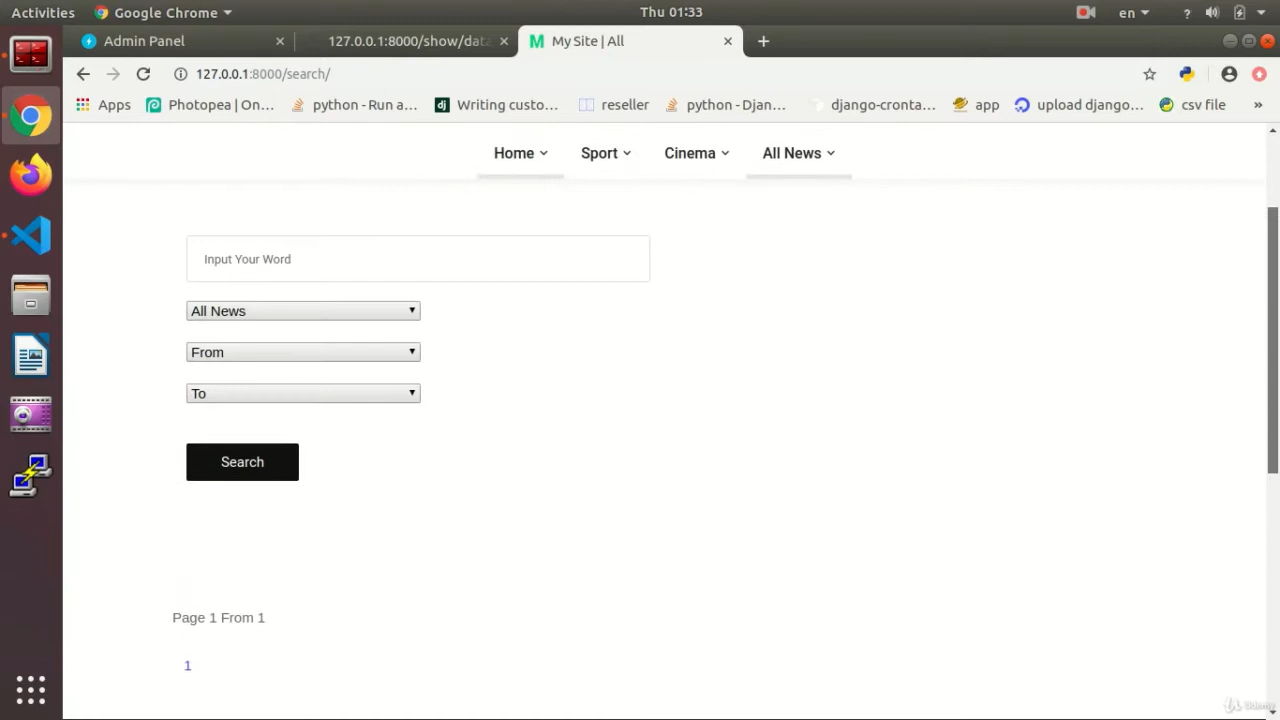 Activities Google Chrome Thu 01:33 en ?
Admin Panel 127.0.0.1:8000/show/data My Site | All
127.0.0.1:8000/search/
Apps Photopea | On... python - Run a... Writing custo... reseller python - Djan... django-cronta... app upload django... csv file »
Home Sport Cinema All News
Input Your Word
All News
From
To
Search
Page 1 From 1
1
Udemy